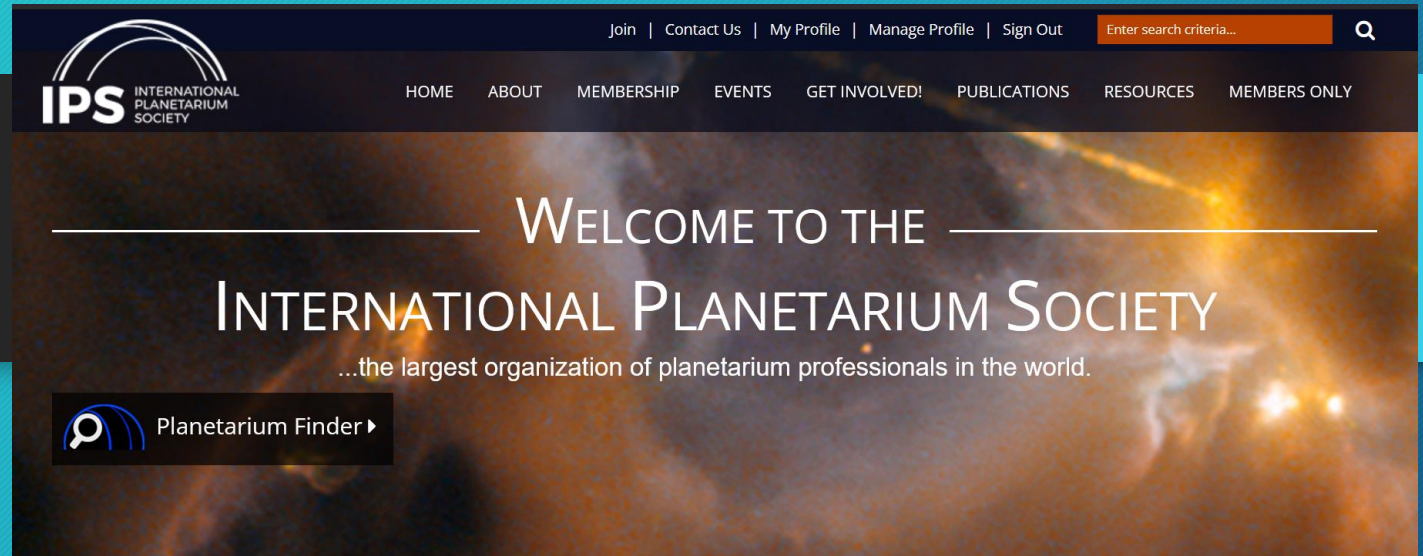 Join | Contact Us | My Profile | Manage Profile | Sign Out
Enter search criteria...
IPS INTERNATIONAL
PLANETARIUM
SOCIETY
HOME ABOUT MEMBERSHIP EVENTS GET INVOLVED! PUBLICATIONS RESOURCES MEMBERS ONLY
WELCOME TO THE
INTERNATIONAL PLANETARIUM SOCIETY
...the largest organization of planetarium professionals in the world.
Planetarium Finder